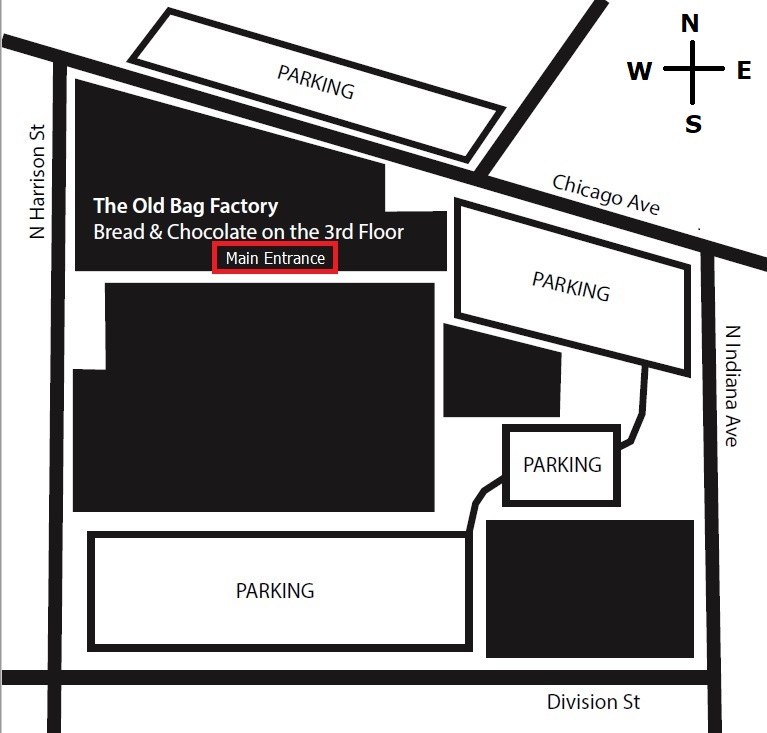 N
W E
S
PARKING
N Harrison St
Chicago Ave
The Old Bag Factory
Bread & Chocolate on the 3rd Floor
Main Entrance
PARKING
N Indiana Ave
PARKING
PARKING
Division St